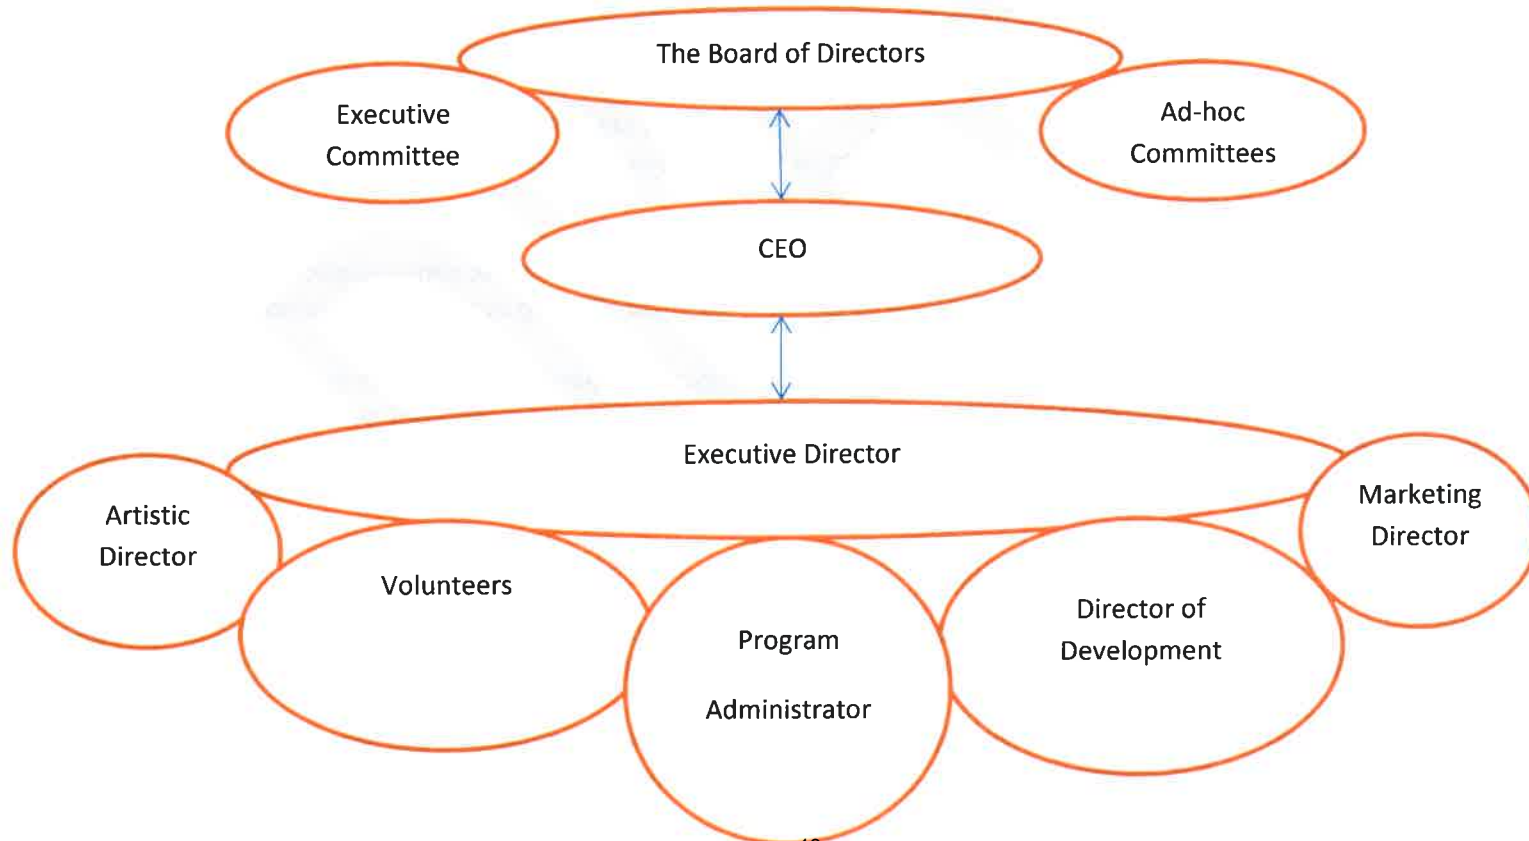 The Board of Directors
Executive
Committee
Ad-hoc
Committees
CEO
Executive Director
Artistic
Director
Volunteers
Program
Administrator
Director of
Development
Marketing
Director